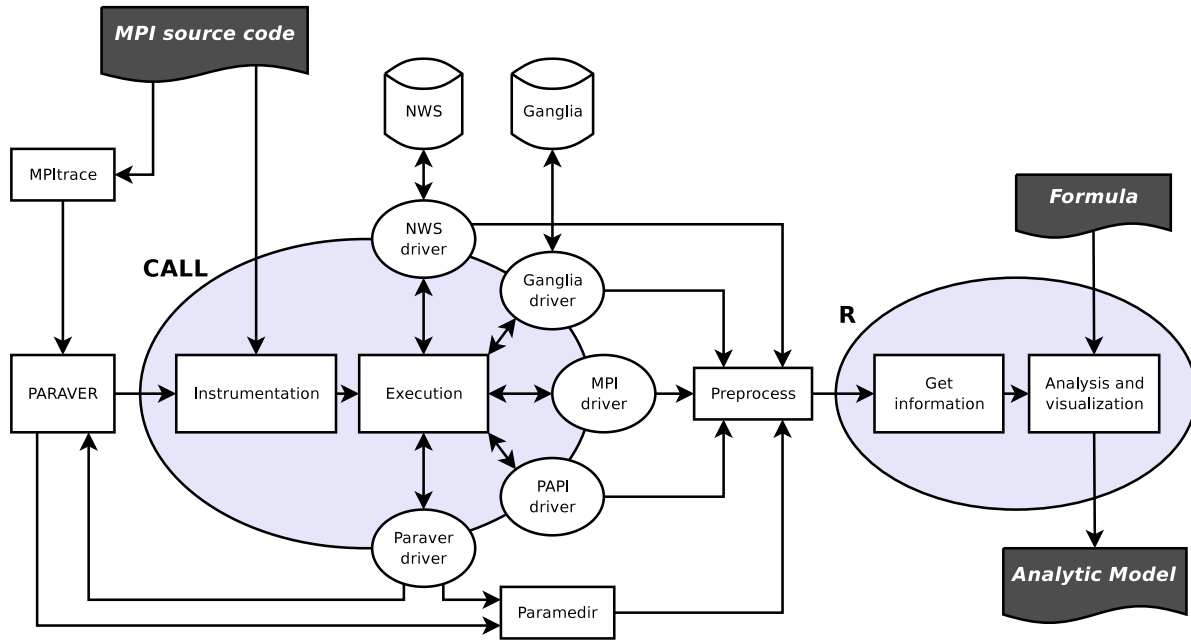 MPI source code
NWS
Ganglia
MPItrace
Formula
NWS
driver
CALL
Ganglia
driver
R
PARAVER
Instrumentation
Execution
MPI
driver
Preprocess
Get
information
Analysis and
visualization
PAPI
driver
Paraver
driver
Analytic Model
Paramedir